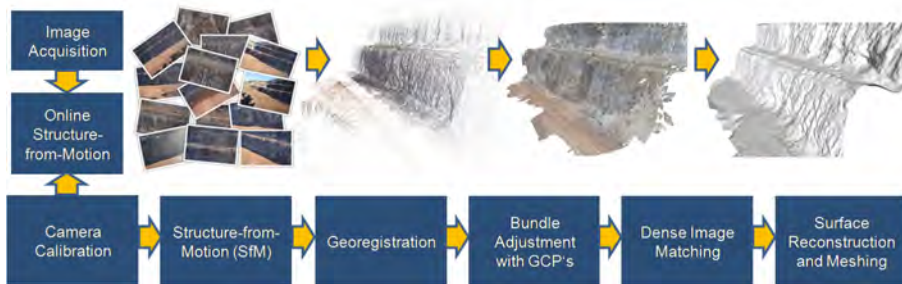 Image
Acquisition
Online
Structure-
from-Motion
Camera
Calibration
Structure-from-
Motion (SfM)
Georegistration
Bundle
Adjustment
with GCP's
Dense Image
Matching
Surface
Reconstruction
and Meshing